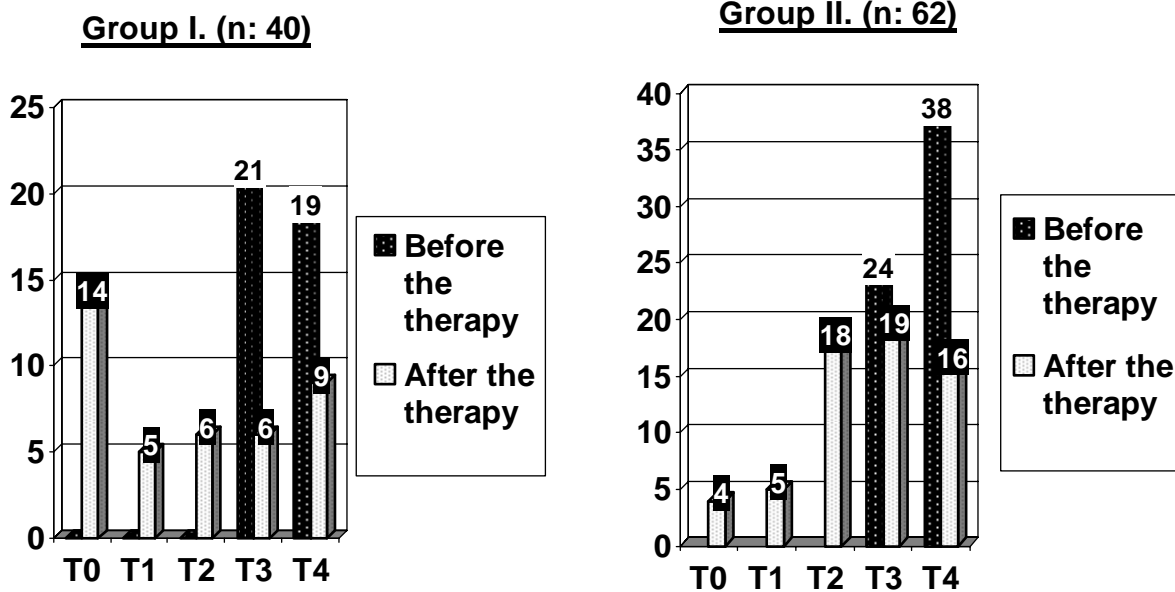 Group I. (n: 40)
25
20
15
10
5
0
14
5
6
21
6
19
9
T0 T1 T2 T3 T4
Before
the
therapy
After the
therapy
Group II. (n: 62)
40
35
30
25
20
15
10
5
0
4
5
18
24
19
38
16
T0 T1 T2 T3 T4
Before
the
therapy
After the
therapy